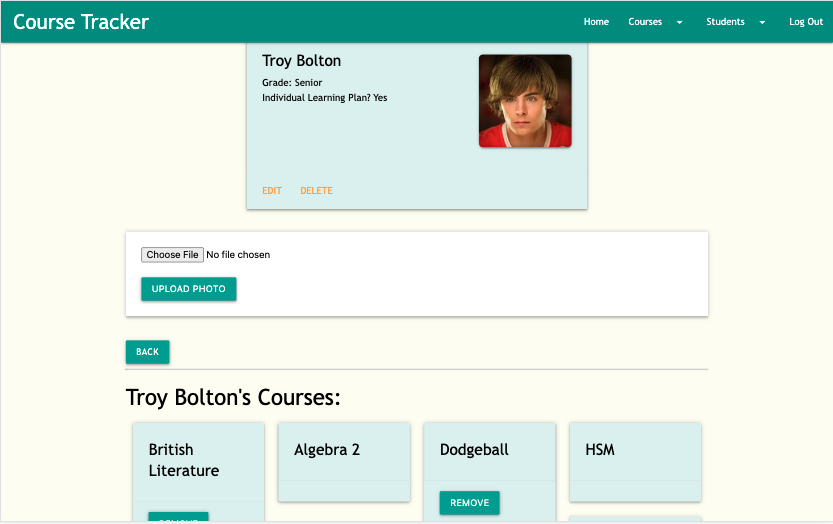 Course Tracker
Home Courses Students Log Out
Troy Bolton
Grade: Senior
Individual Learning Plan? Yes
EDIT DELETE
Choose File No file chosen
UPLOAD PHOTO
BACK
Troy Bolton's Courses:
British
Literature
Algebra 2
Dodgeball
HSM
REMOVE